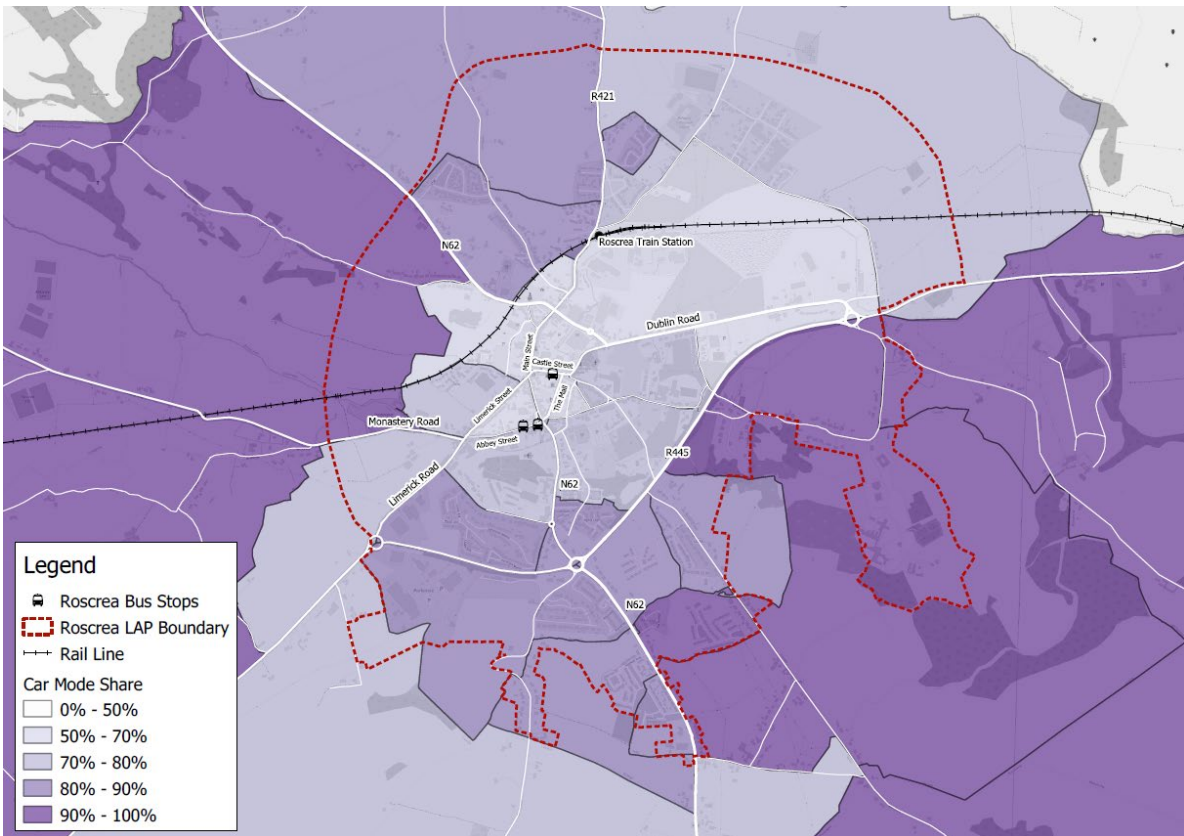 R421
N62
Roscrea Train Station
Dublin Road
Main Street
Castle Street
The Mall
Limerick Street
Monastery Road
Abbey Street
R445
Limerick Road
N62
N62
Legend
Roscrea Bus Stops
Roscrea LAP Boundary
Rail Line
Car Mode Share
0% - 50%
50% - 70%
70% - 80%
80% - 90%
90% - 100%